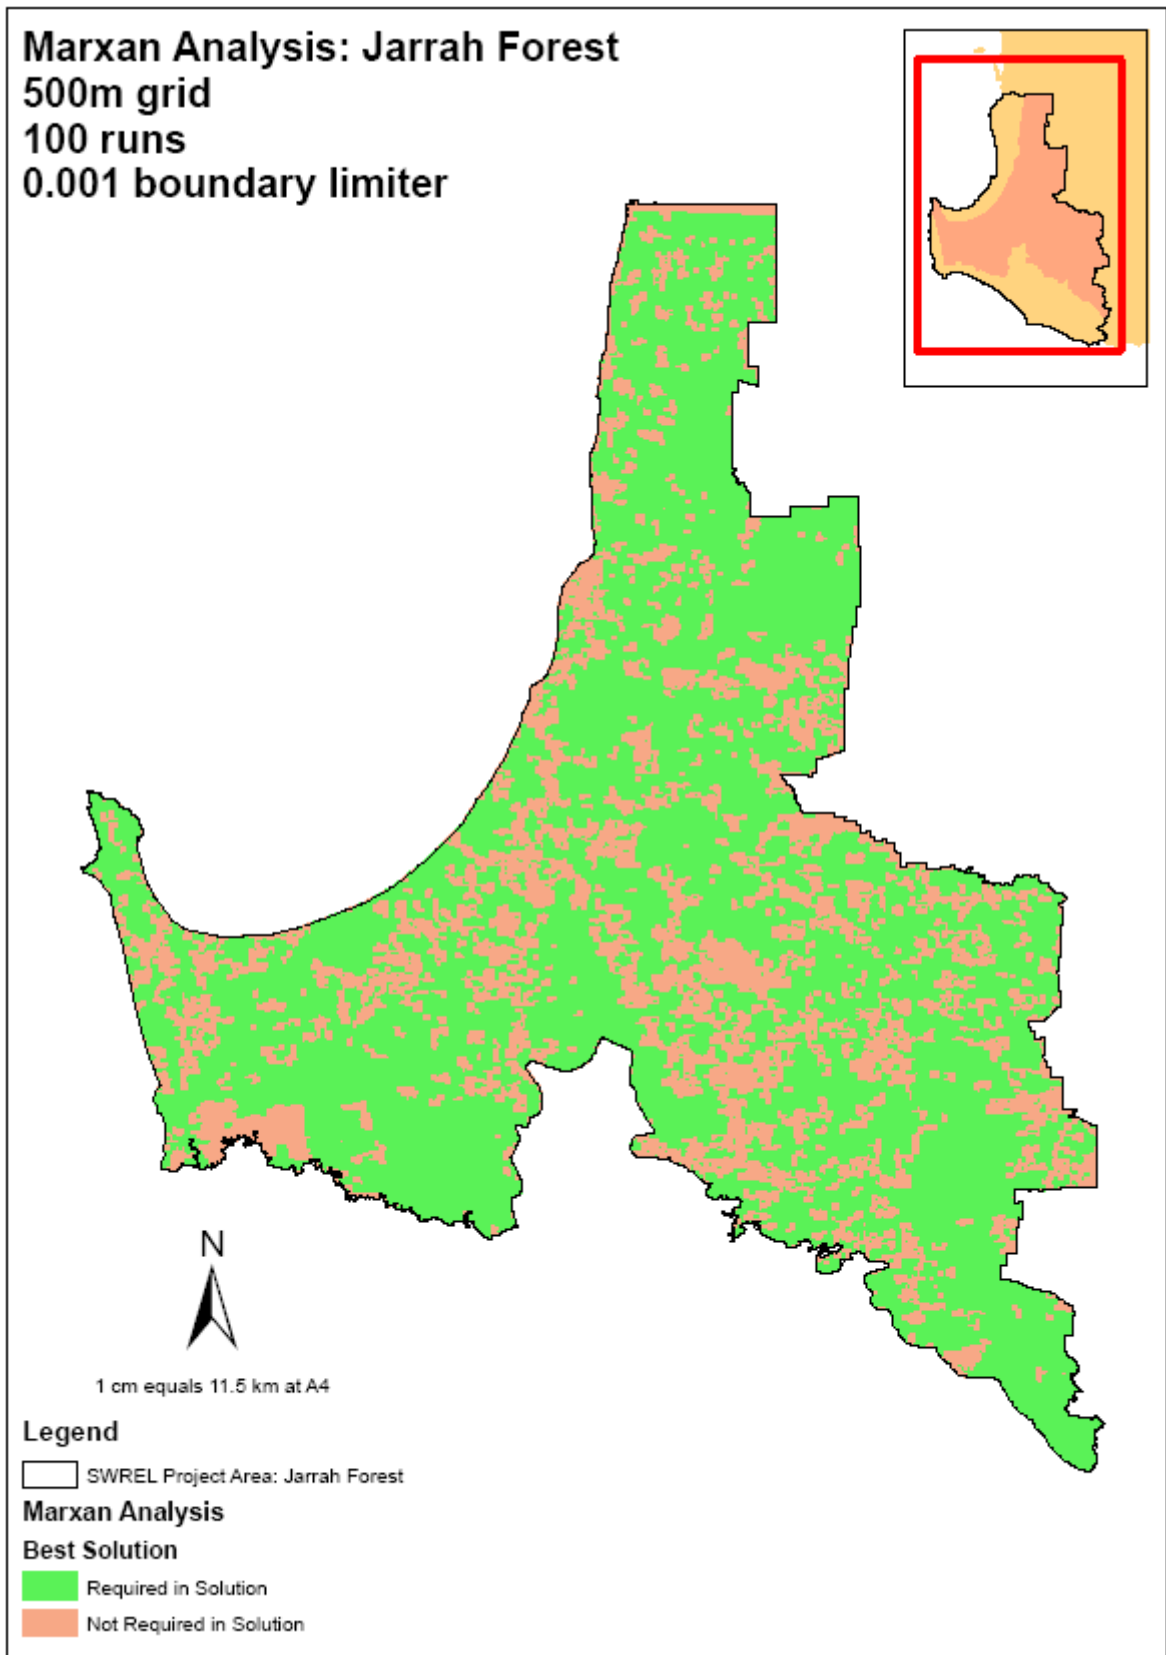 Marxan Analysis: Jarrah Forest
500m grid
100 runs
0.001 boundary limiter
N
1 cm equals 11.5 km at A4
Legend
SWREL Project Area: Jarrah Forest
Marxan Analysis
Best Solution
Required in Solution
Not Required in Solution